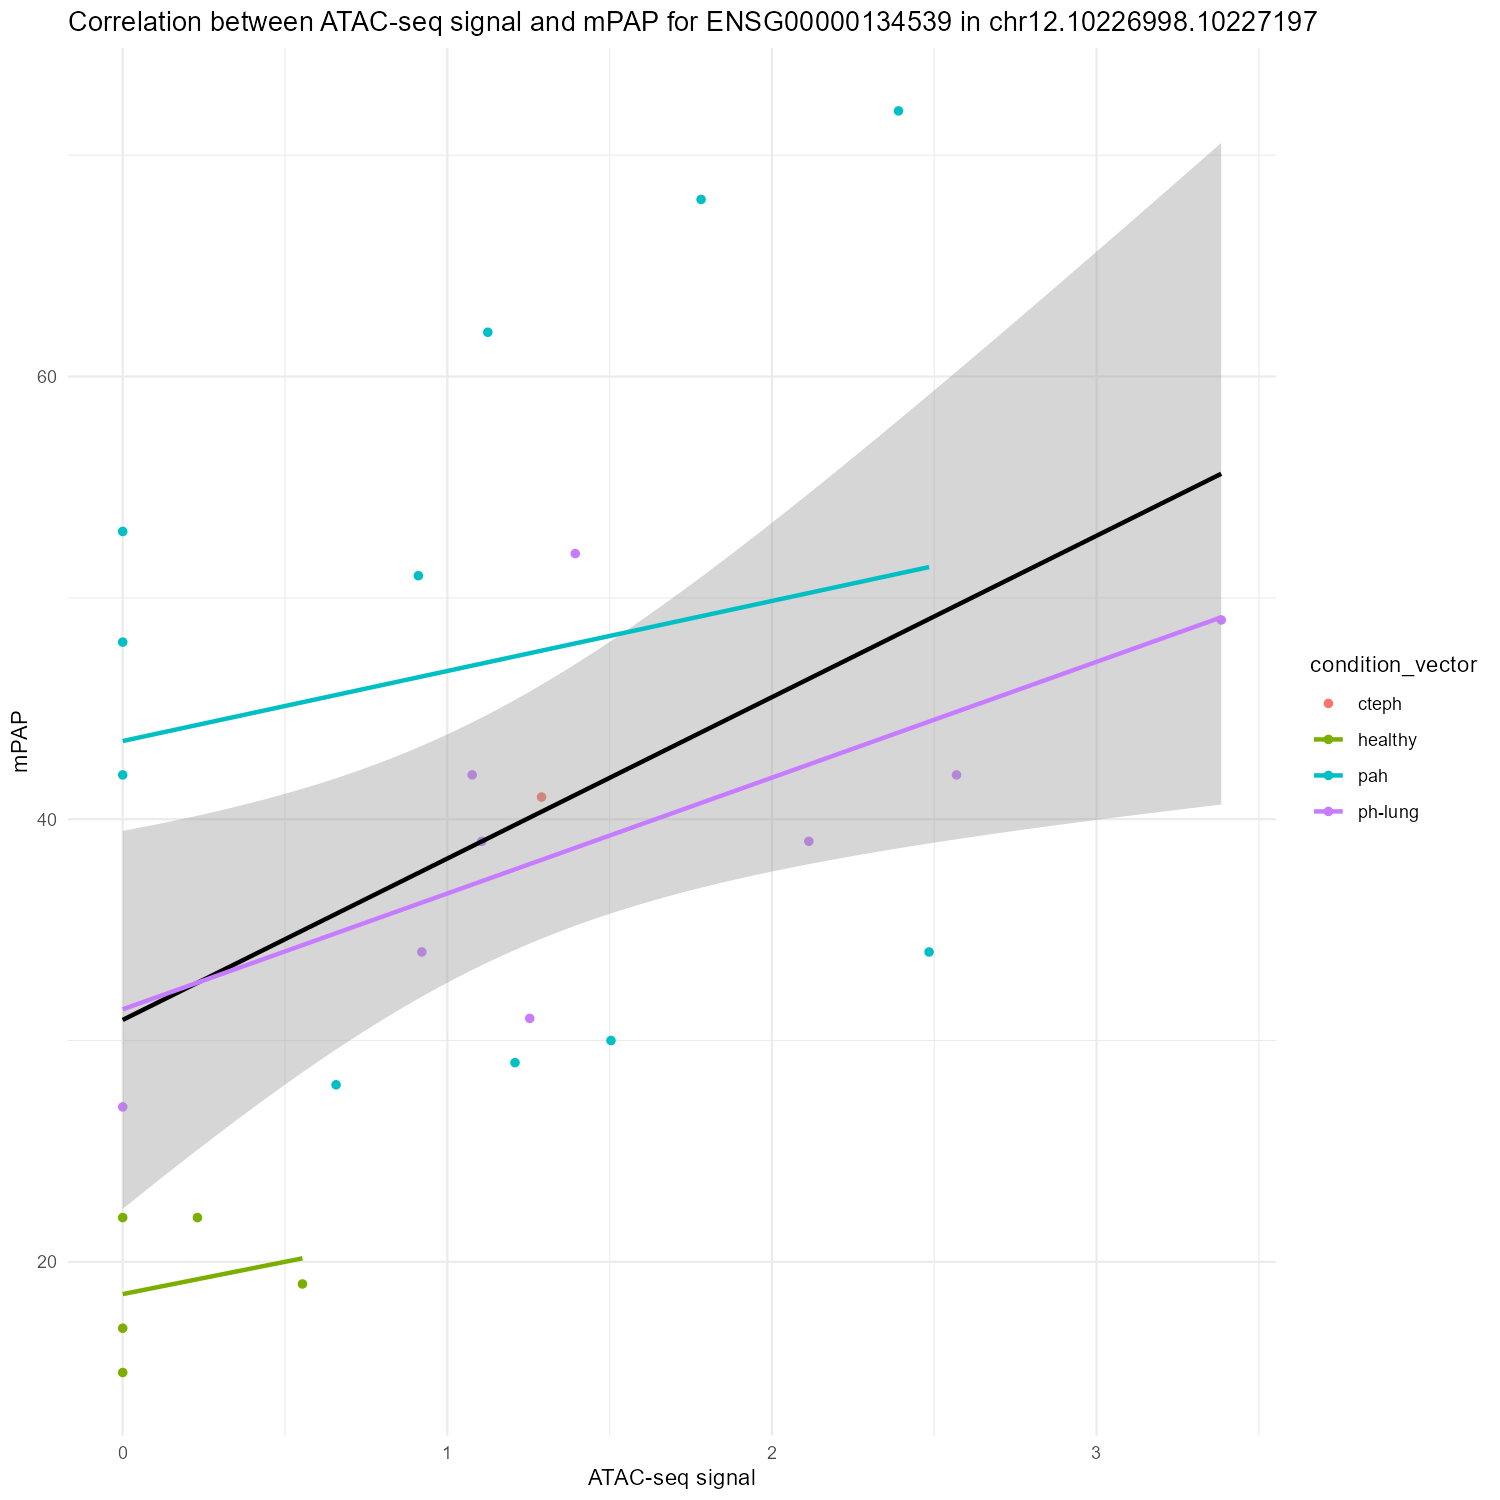 Correlation between ATAC-seq signal and mPAP for ENSG00000134539 in chr12.10226998.10227197
60
40
20
mPAP
0 1 2 3
ATAC-seq signal
condition_vector
cteph
healthy
pah
ph-lung